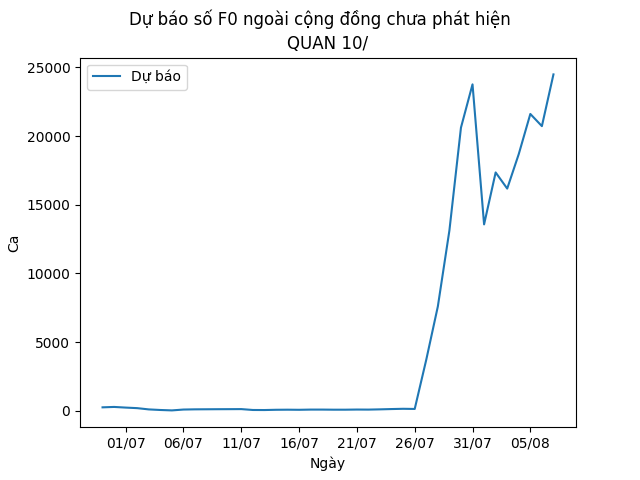 Dự báo số F0 ngoài cộng đồng chưa phát hiện
QUAN 10/
Dự báo
25000
20000
15000
10000
5000
0
Ca
01/07 06/07 11/07 16/07 21/07 26/07 31/07 05/08
Ngày